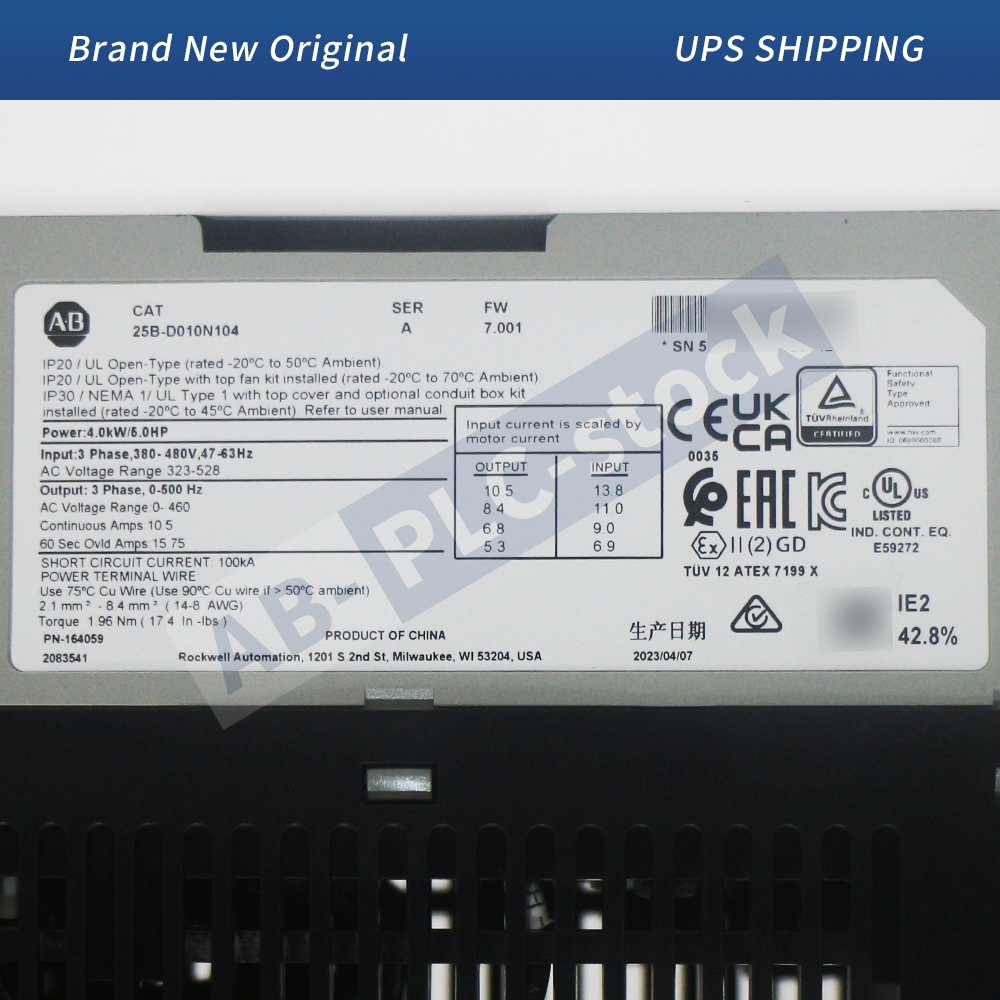 Brand New Original
UPS SHIPPING
A-B
CAT
25B-D010N104
SER
A
FW
7.001
* SN 5
IP20 / UL Open-Type (rated -20ºC to 50ºC Ambient)
IP20 / UL Open-Type with top fan kit installed (rated -20ºC to 70ºC Ambient)
IP30 / NEMA 1/ UL Type 1 with top cover and optional conduit box kit
installed (rated -20ºC to 45ºC Ambient) Refer to user manual
Power:4.0kW/5.0HP
Input:3 Phase,380- 480V,47-63Hz
AC Voltage Range: 323-528
Output: 3 Phase, 0-500 Hz
AC Voltage Range 0- 460
Continuous Amps 10.5
60 Sec Ovld Amps:15.75
SHORT CIRCUIT CURRENT: 100kA
POWER TERMINAL WIRE:
Use 75ºC Cu Wire (Use 90ºC Cu wire if > 50ºC ambient)
2.1 mm² - 8.4 mm² (14-8 AWG)
Torque 1.96 Nm ( 17.4 In -lbs )
PN-164059
2083541
Input current is scaled by
motor current
OUTPUT INPUT
10.5 13.8
8.4 11.0
6.8 9.0
5.3 6.9
CE
0035
UK
CA
TÜVRheinland
CERTIFIED
Functional
Safety
Type
Approved
www.tuv.com
EAC
KC
c UL US
LISTED
IND. CONT. EQ.
E59272
Ex II (2) GD
TÜV 12 ATEX 7199 X
PRODUCT OF CHINA
Rockwell Automation, 1201 S 2nd St, Milwaukee, WI 53204, USA
生产日期
2023/04/07
IE2
42.8%
AB-PLC-stock